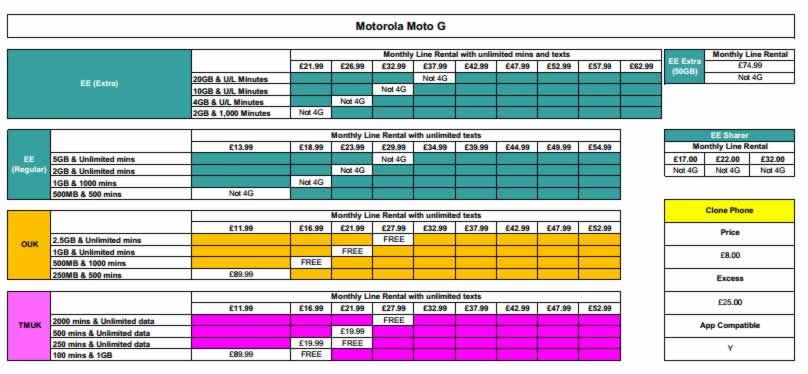 Motorola Moto G
Monthly Line Rental with unlimited mins and texts
EE (Extra)
£21.99 £26.99 £32.99 £37.99 £42.99 £47.99 £52.99 £57.99 £62.99
20GB & U/L Minutes Not 4G
10GB & U/L Minutes Not 4G
4GB & U/L Minutes Not 4G
2GB & 1,000 Minutes Not 4G
EE Extra (50GB)
Monthly Line Rental
£74.99
Not 4G
EE (Regular)
Monthly Line Rental with unlimited texts
£13.99 £18.99 £23.99 £29.99 £34.99 £39.99 £44.99 £49.99 £54.99
5GB & Unlimited mins Not 4G
2GB & Unlimited mins Not 4G
1GB & 1000 mins Not 4G
500MB & 500 mins Not 4G
EE Sharer
Monthly Line Rental
£17.00 £22.00 £32.00
Not 4G Not 4G Not 4G
OUK
Monthly Line Rental with unlimited texts
£11.99 £16.99 £21.99 £27.99 £32.99 £37.99 £42.99 £47.99 £52.99
2.5GB & Unlimited mins FREE
1GB & Unlimited mins FREE
500MB & 1000 mins FREE
250MB & 500 mins £89.99
Clone Phone
Price
£8.00
Excess
£25.00
App Compatible
Y
TMUK
Monthly Line Rental with unlimited texts
£11.99 £16.99 £21.99 £27.99 £32.99 £37.99 £42.99 £47.99 £52.99
2000 mins & Unlimited data FREE
500 mins & Unlimited data £19.99
250 mins & Unlimited data £19.99 FREE
100 mins & 1GB £89.99 FREE